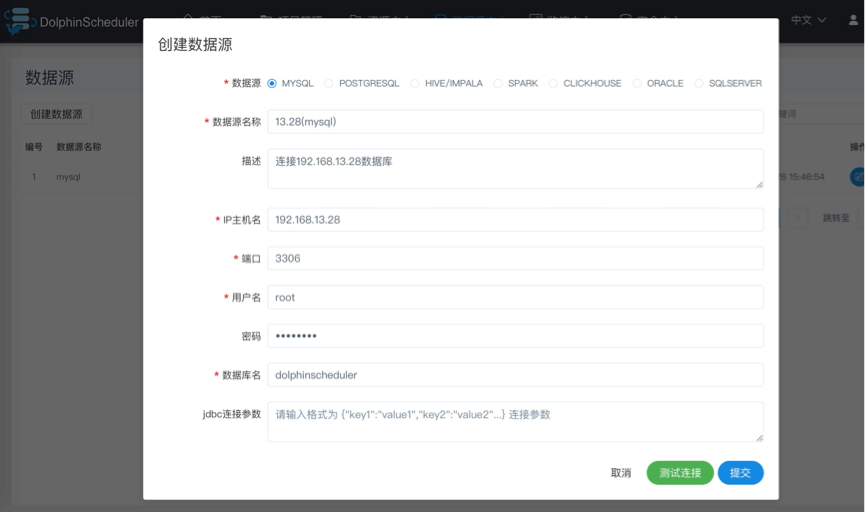 DolphinScheduler
中文
数据源
创建数据源
编号 数据源名称 操作
1 mysql 15:46:54
跳转至
创建数据源
* 数据源 MYSQL POSTGRESQL HIVE/IMPALA SPARK CLICKHOUSE ORACLE SQLSERVER
* 数据源名称 13.28(mysql)
描述 连接192.168.13.28数据库
* IP主机名 192.168.13.28
* 端口 3306
* 用户名 root
密码 ••••••••
* 数据库名 dolphinscheduler
jdbc连接参数 请输入格式为 {"key1":"value1","key2":"value2"...} 连接参数
取消 测试连接 提交